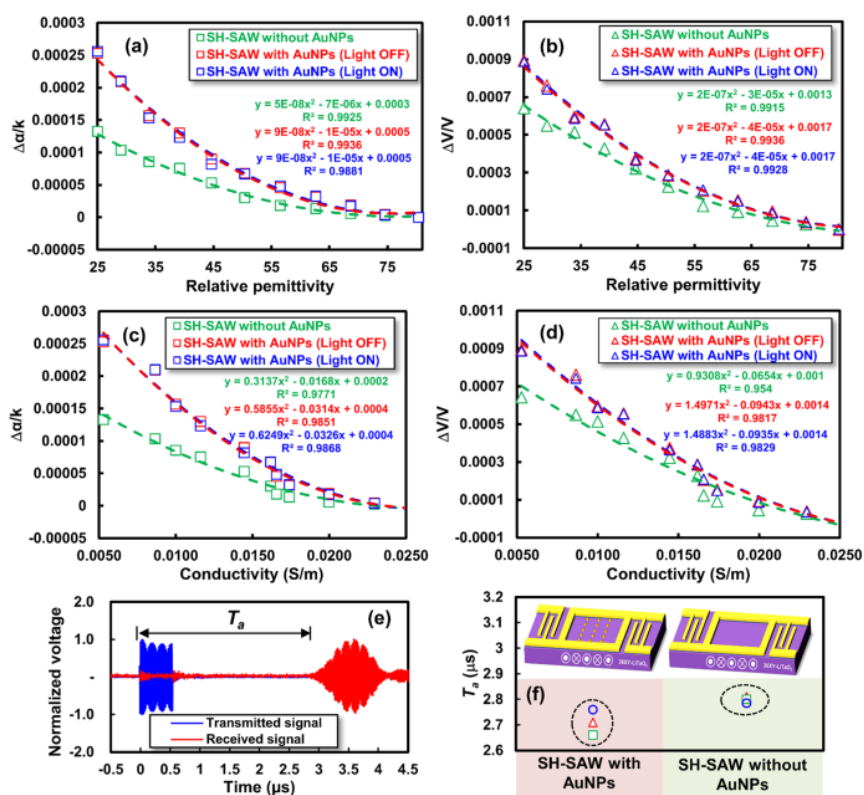 (a)
SH-SAW without AuNPs
SH-SAW with AuNPs (Light OFF)
SH-SAW with AuNPs (Light ON)
y = 5E-08x² - 7E-06x + 0.0003
R² = 0.9925
y = 9E-08x² - 1E-05x + 0.0005
R² = 0.9936
y = 9E-08x² - 1E-05x + 0.0005
R² = 0.9881
Δα/k
0.0003
0.00025
0.0002
0.00015
0.0001
0.00005
0
-0.00005
25 35 45 55 65 75
Relative pemittivity
(b)
SH-SAW without AuNPs
SH-SAW with AuNPs (Light OFF)
SH-SAW with AuNPs (Light ON)
y = 2E-07x² - 3E-05x + 0.0013
R² = 0.9915
y = 2E-07x² - 4E-05x + 0.0017
R² = 0.9936
y = 2E-07x² - 4E-05x + 0.0017
R² = 0.9928
ΔV/V
0.0011
0.0009
0.0007
0.0005
0.0003
0.0001
-0.0001
25 35 45 55 65 75
Relative permittivity
(c)
SH-SAW without AuNPs
SH-SAW with AuNPs (Light OFF)
SH-SAW with AuNPs (Light ON)
y = 0.3137x² - 0.0168x + 0.0002
R² = 0.9771
y = 0.5855x² - 0.0314x + 0.0004
R² = 0.9851
y = 0.6249x² - 0.0326x + 0.0004
R² = 0.9868
Δα/k
0.0003
0.00025
0.0002
0.00015
0.0001
0.00005
0
-0.00005
0.0050 0.0100 0.0150 0.0200 0.0250
Conductivity (S/m)
(d)
SH-SAW without AuNPs
SH-SAW with AuNPs (Light OFF)
SH-SAW with AuNPs (Light ON)
y = 0.9308x² - 0.0654x + 0.001
R² = 0.954
y = 1.4971x² - 0.0943x + 0.0014
R² = 0.9817
y = 1.4883x² - 0.0935x + 0.0014
R² = 0.9829
ΔV/V
0.0011
0.0009
0.0007
0.0005
0.0003
0.0001
-0.0001
0.0050 0.0100 0.0150 0.0200 0.0250
Conductivity (S/m)
(e)
Tₐ
Normalized voltage
2.0
1.0
-
-1.0
-2.0
Transmitted signal
Received signal
-0.5 0 0.5 1.0 1.5 2.0 2.5 3.0 3.5 4.0 4.5
Time (µs)
Tₐ (µs)
3.2
3.1
3.0
2.9
2.8
2.7
2.6
(f)
SH-SAW with
AuNPs
SH-SAW without
AuNPs